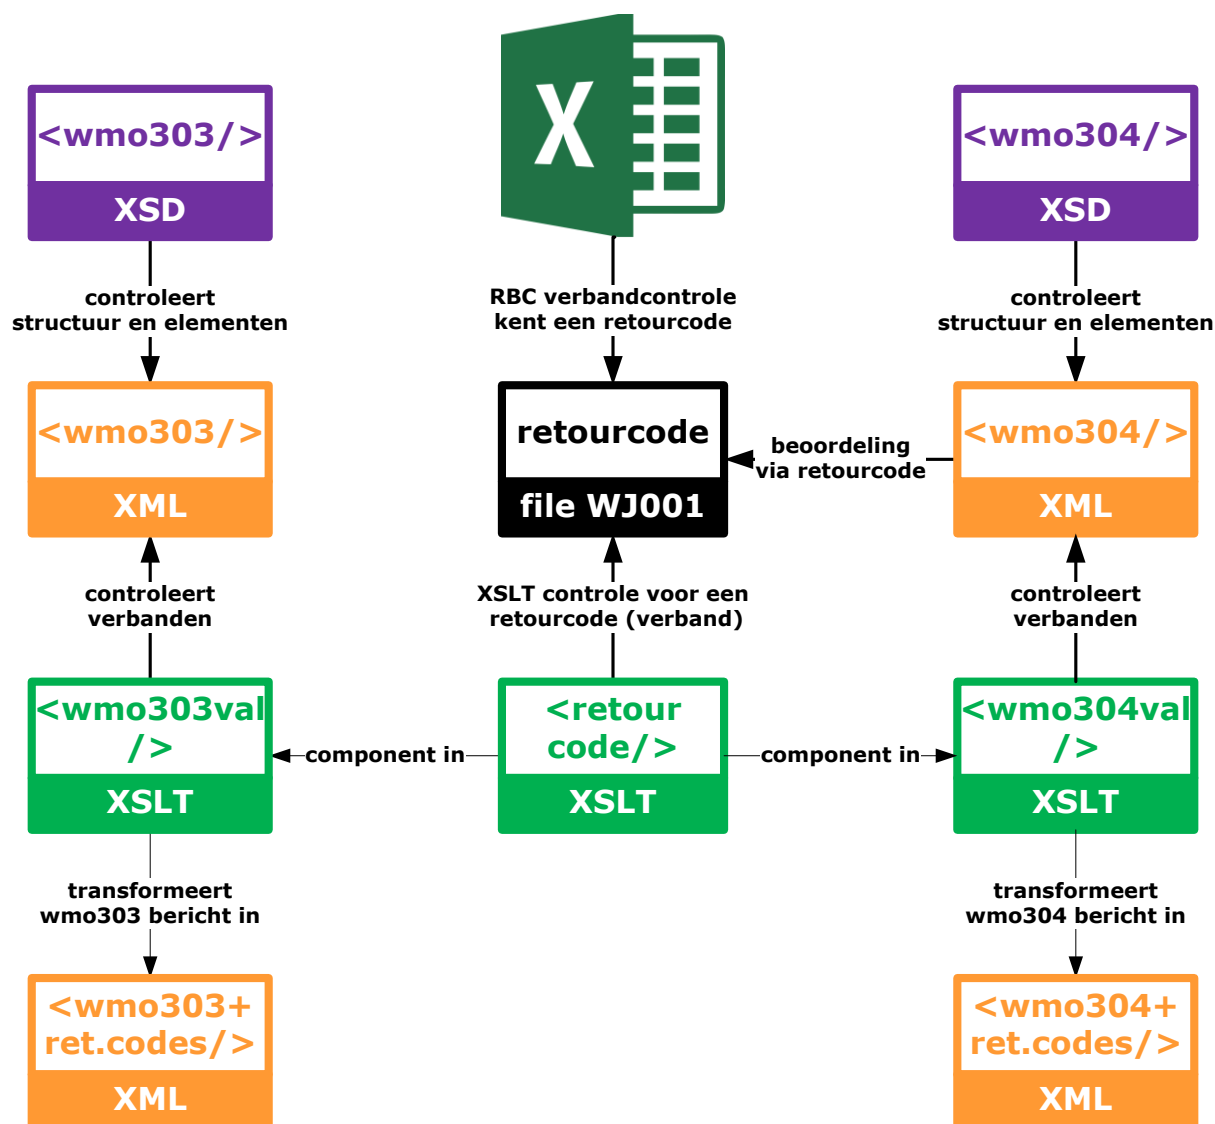 <wmo303/>
XSD
X
<wmo304/>
XSD
controleert
structuur en elementen
RBC verbandcontrole
kent een retourcode
controleert
structuur en elementen
<wmo303/>
XML
retourcode
file WJ001
beoordeling
via retourcode
<wmo304/>
XML
controleert
verbanden
XSLT controle voor een
retourcode (verband)
controleert
verbanden
<wmo303val
/>
XSLT
component in
<retour
code/>
XSLT
component in
<wmo304val
/>
XSLT
transformeert
wmo303 bericht in
transformeert
wmo304 bericht in
<wmo303+
ret.codes/>
XML
<wmo304+
ret.codes/>
XML